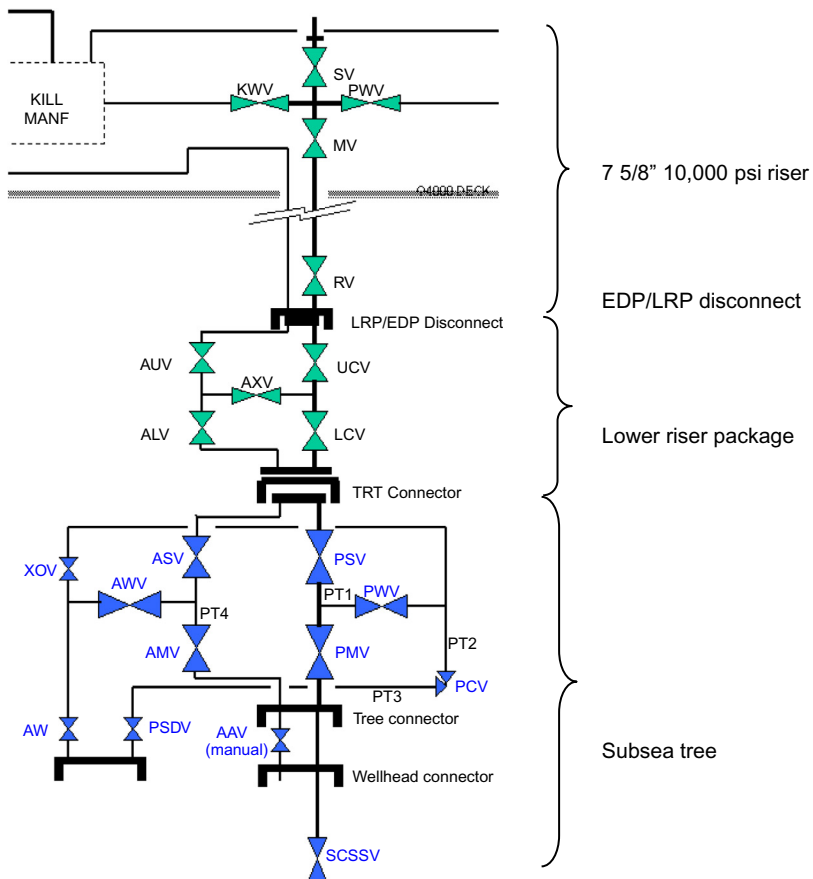 SV
KWV
PWV
KILL
MANF
MV
7 5/8” 10,000 psi riser
Q4000 DECK
RV
EDP/LRP disconnect
LRP/EDP Disconnect
AUV
UCV
AXV
ALV
LCV
Lower riser package
TRT Connector
ASV
PSV
XOV
AWV
PT1
PWV
PT4
PT2
AMV
PMV
PT3
PCV
Tree connector
AW
PSDV
AAV
(manual)
Subsea tree
Wellhead connector
SCSSV